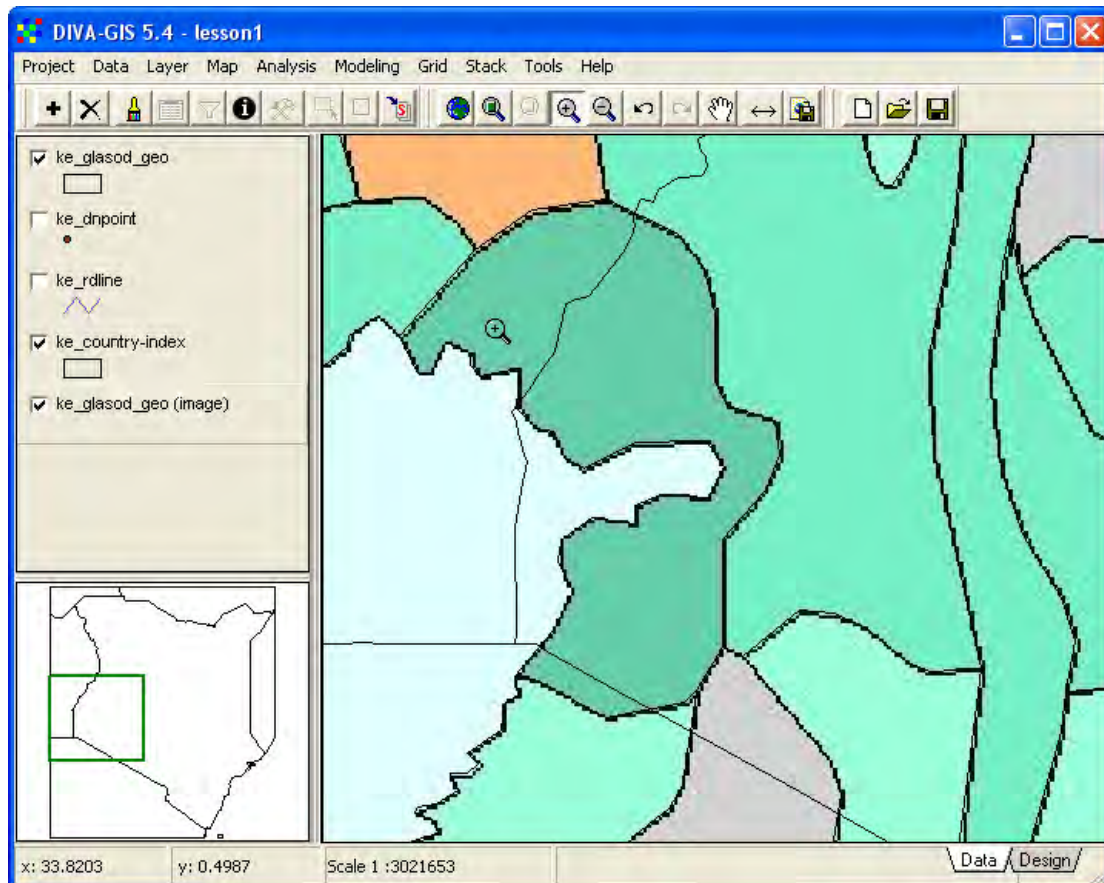 DIVA-GIS 5.4 - lesson1
Project Data Layer Map Analysis Modeling Grid Stack Tools Help
S
ke_glasod_geo
ke_dnpoint
ke_rdline
ke_country-index
ke_glasod_geo (image)
x: 33.8203 y: 0.4987 Scale 1 :3021653 Data Design